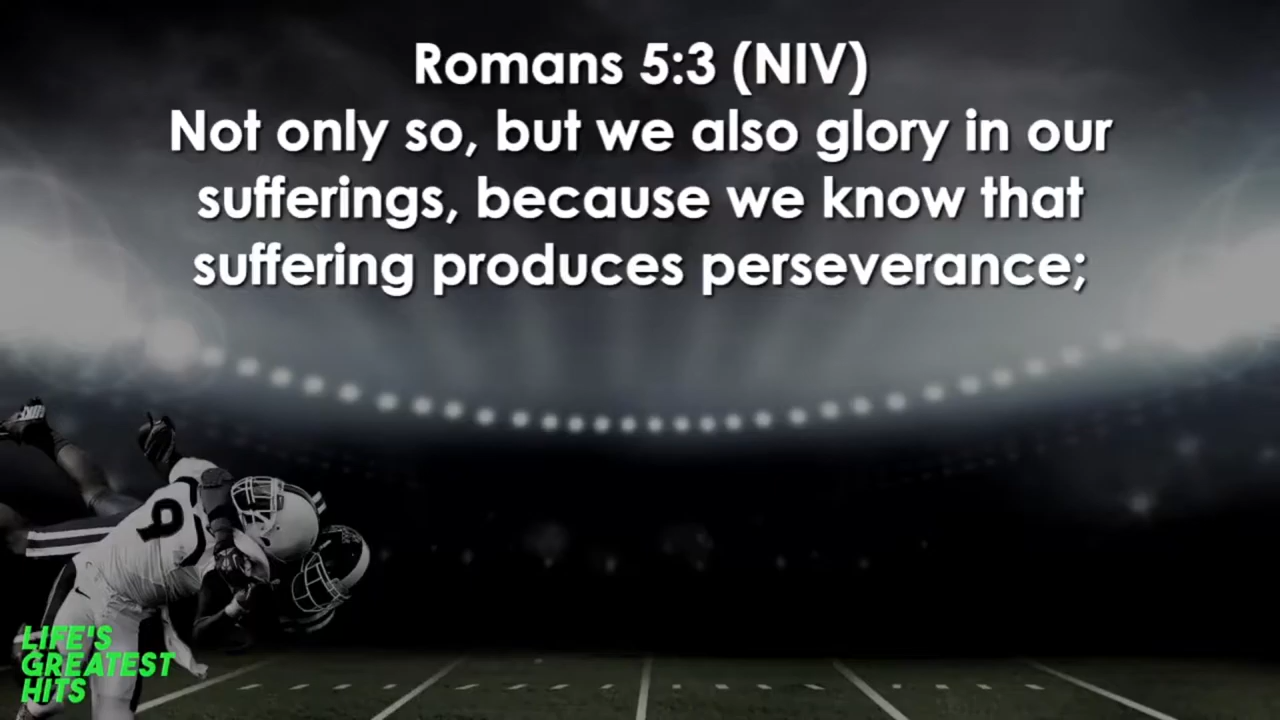 Romans 5:3 (NIV)
Not only so, but we also glory in our
sufferings, because we know that
suffering produces perseverance;
9
LIFE'S
GREATEST
HITS